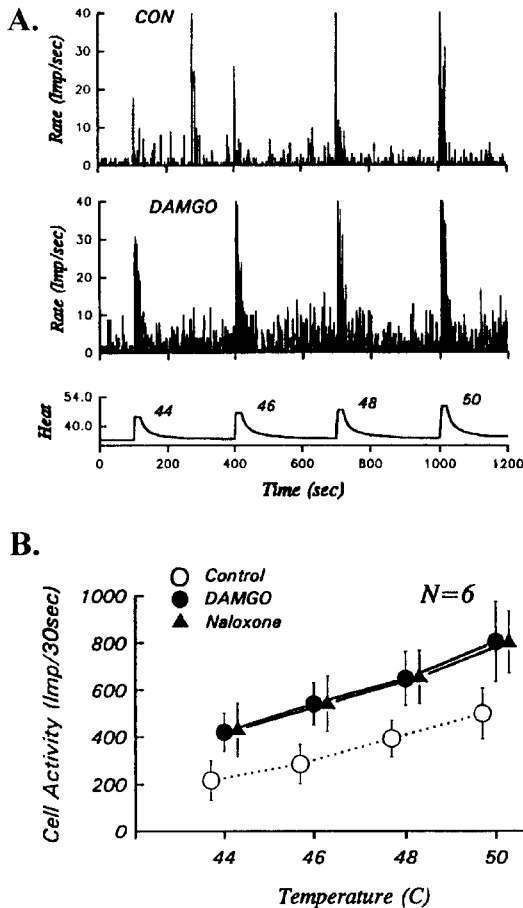 A.
CON
Rate (Imp/sec)
40
30
20
10
0
DAMGO
Rate (Imp/sec)
40
30
20
10
0
Heat
54.0
40.0
44
46
48
50
0 200 400 600 800 1000 1200
Time (sec)
B.
Control
DAMGO
Naloxone
N=6
Cell Activity (Imp/30sec)
1000
800
600
400
200
0
44 46 48 50
Temperature (C)